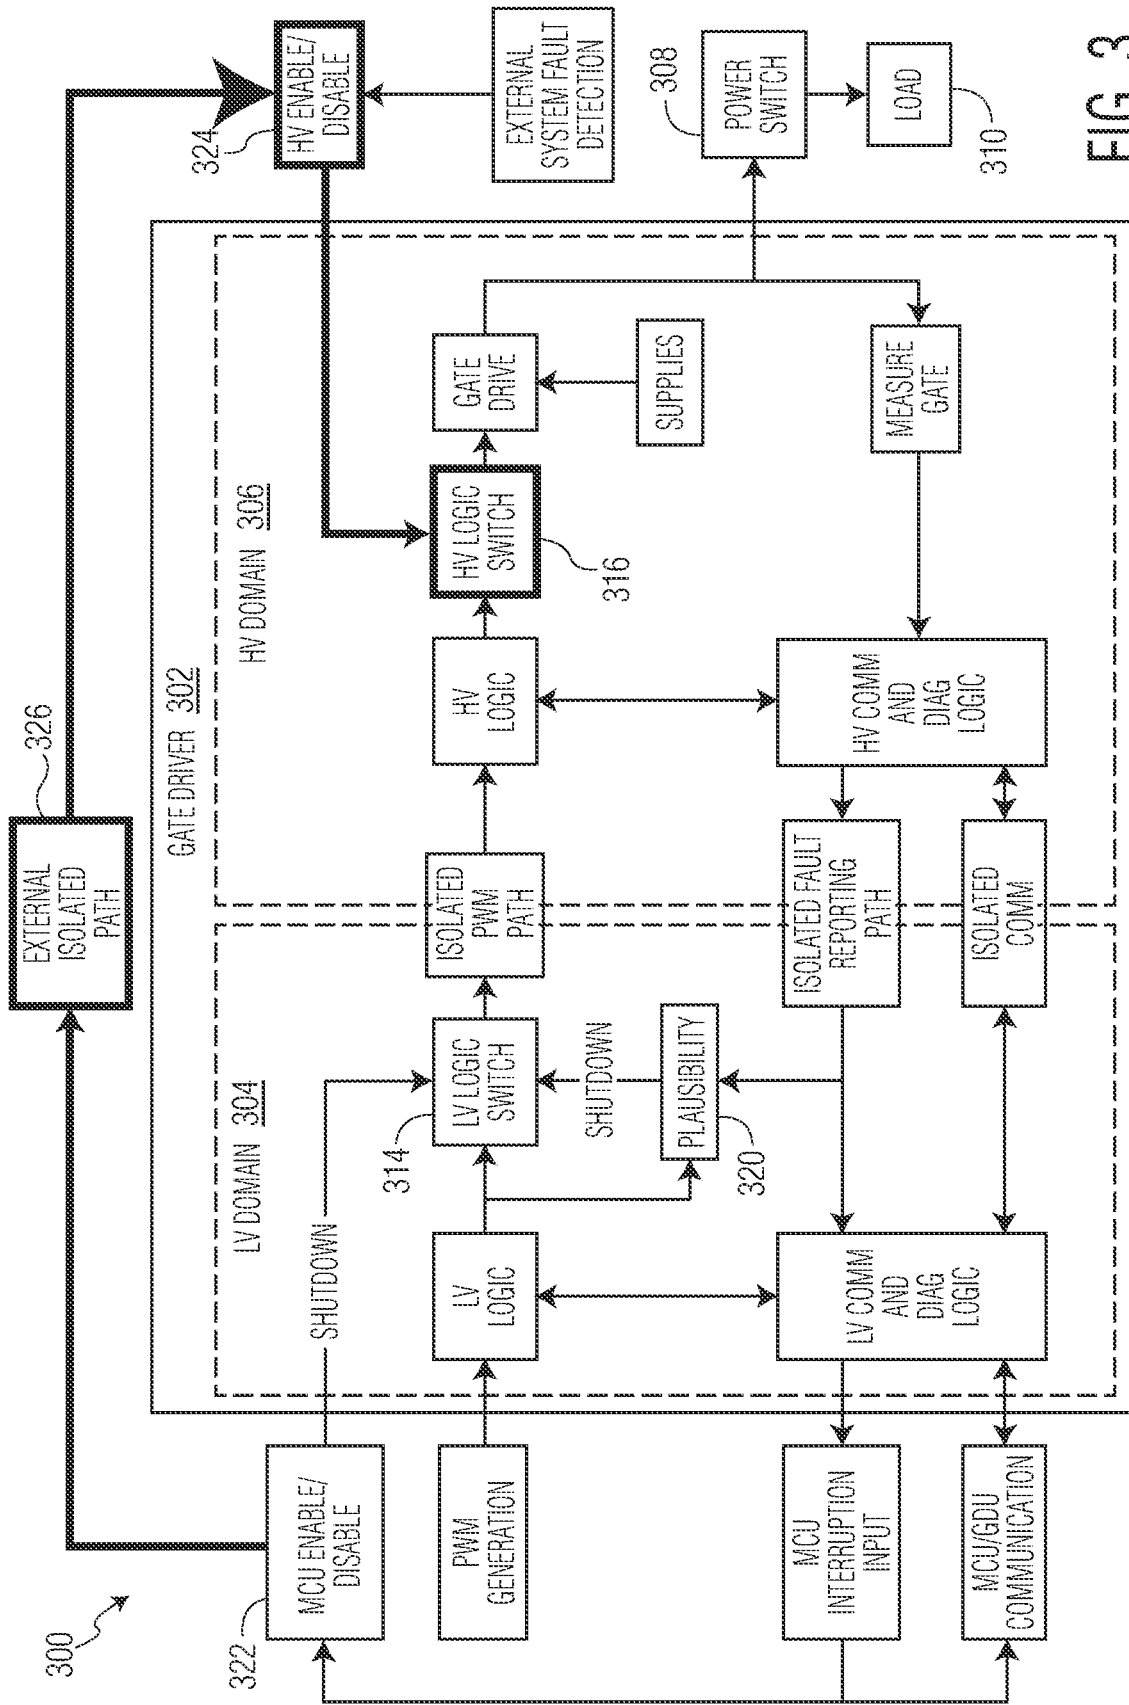 300
322
MCU ENABLE/
DISABLE
PWM
GENERATION
MCU
INTERRUPTION
INPUT
MCU/GDU
COMMUNICATION
EXTERNAL
ISOLATED
PATH
326
GATE DRIVER 302
LV DOMAIN 304
SHUTDOWN
LV
LOGIC
314
LV LOGIC
SWITCH
SHUTDOWN
PLAUSIBILITY
320
LV COMM
AND
DIAG
LOGIC
ISOLATED
PWM
PATH
ISOLATED FAULT
REPORTING
PATH
ISOLATED
COMM
HV DOMAIN 306
HV
LOGIC
HV LOGIC
SWITCH
316
GATE
DRIVE
SUPPLIES
MEASURE
GATE
HV COMM
AND
DIAG
LOGIC
324
HV ENABLE/
DISABLE
EXTERNAL
SYSTEM FAULT
DETECTION
308
POWER
SWITCH
LOAD
310
FIG. 3